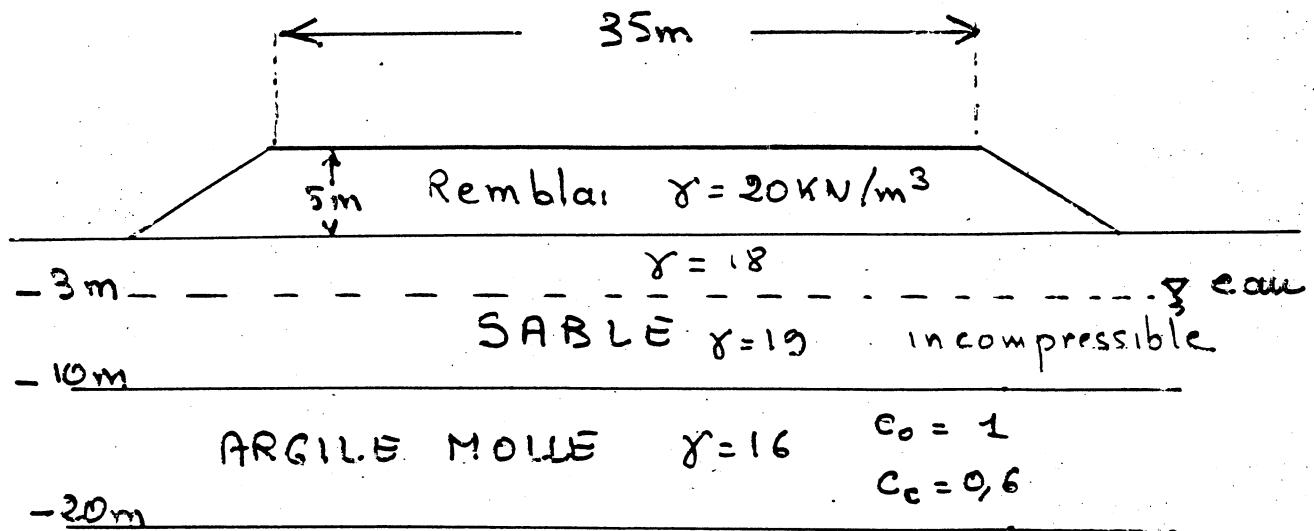 35m
5m Remblai γ = 20 KN/m³
γ = 18
-3m eau
SABLE γ = 19 incompressible
-10m
ARGILE MOLLE γ = 16 e₀ = 1
Cc = 0,6
-20m